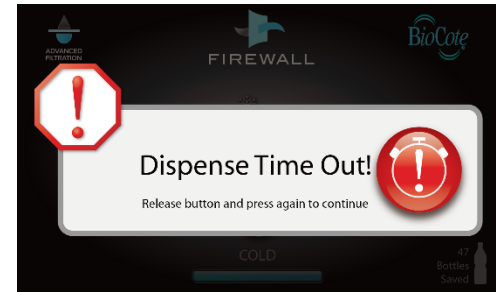 ADVANCED
FILTRATION
FIREWALL
BioCote
Dispense Time Out!
Release button and press again to continue
COLD
47
Bottles
Saved